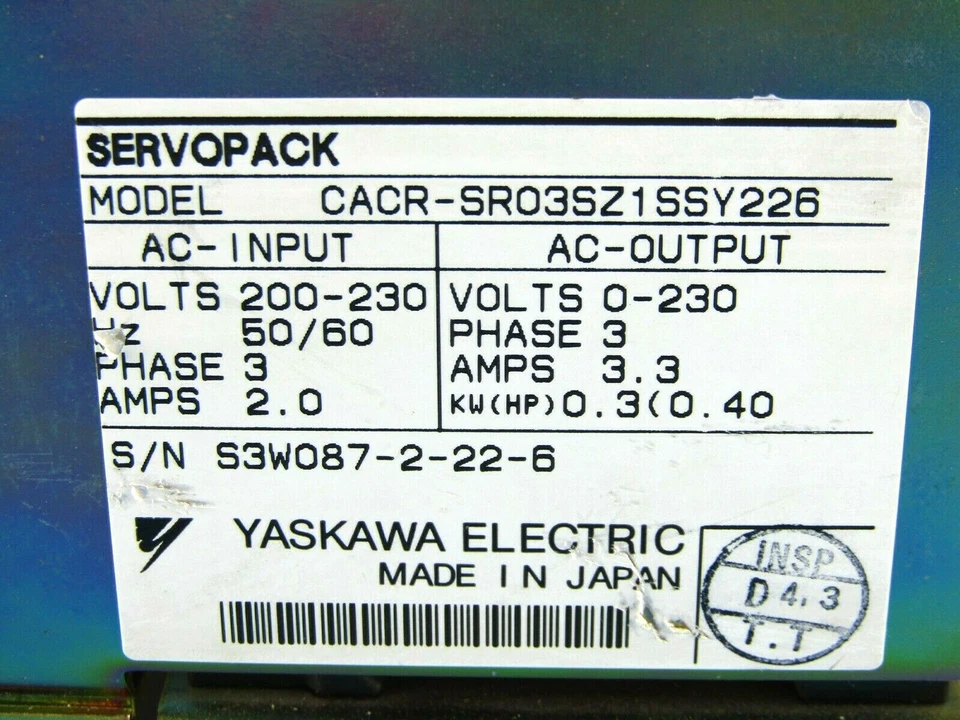 SERVOPACK
MODEL CACR-SR03SZ1SSY226
AC-INPUT AC-OUTPUT
VOLTS 200-230 VOLTS 0-230
Hz 50/60 PHASE 3
PHASE 3 AMPS 3.3
AMPS 2.0 KW(HP)0.3(0.40
S/N S3W087-2-22-6
YASKAWA ELECTRIC
MADE IN JAPAN
INSP
D 4.3
T.T